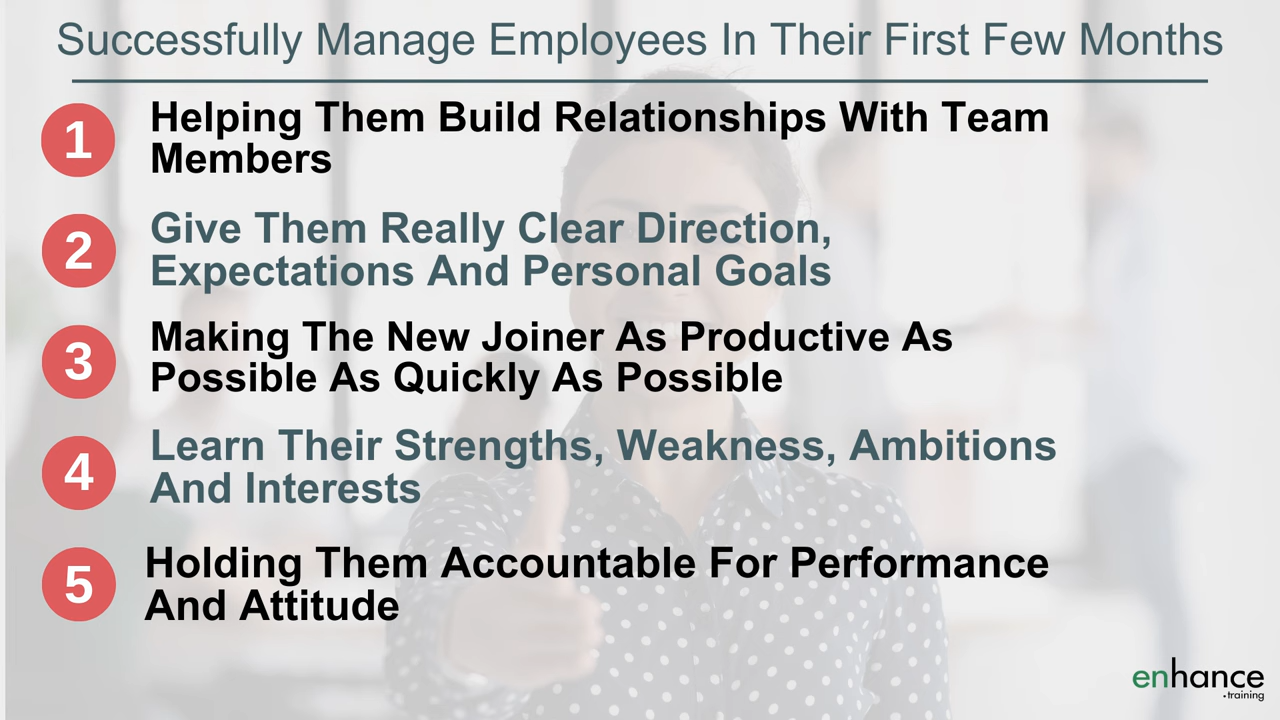 Successfully Manage Employees In Their First Few Months
1
Helping Them Build Relationships With Team
Members
2
Give Them Really Clear Direction,
Expectations And Personal Goals
3
Making The New Joiner As Productive As
Possible As Quickly As Possible
4
Learn Their Strengths, Weakness, Ambitions
And Interests
5
Holding Them Accountable For Performance
And Attitude
enhance
.training